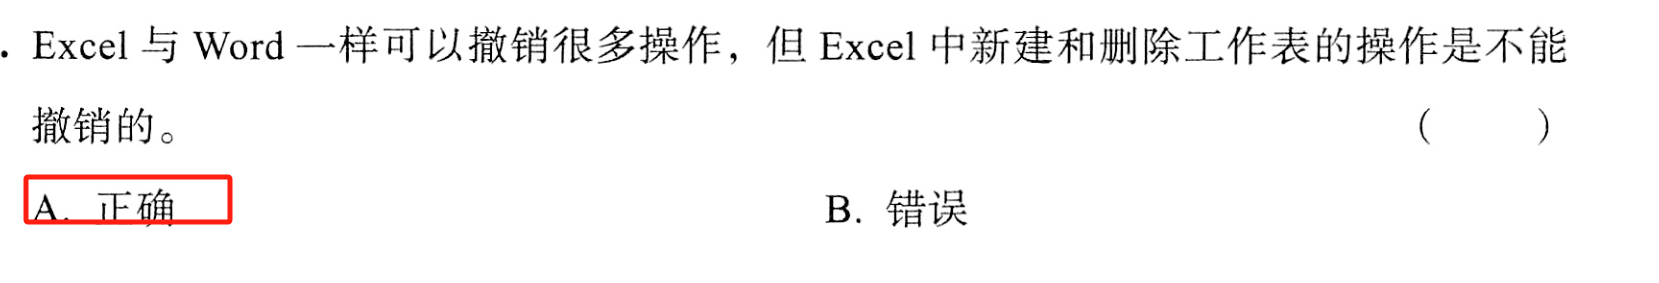 . Excel 与 Word 一样可以撤销很多操作，但 Excel 中新建和删除工作表的操作是不能
撤销的。 （ ）
A. 正确 B. 错误